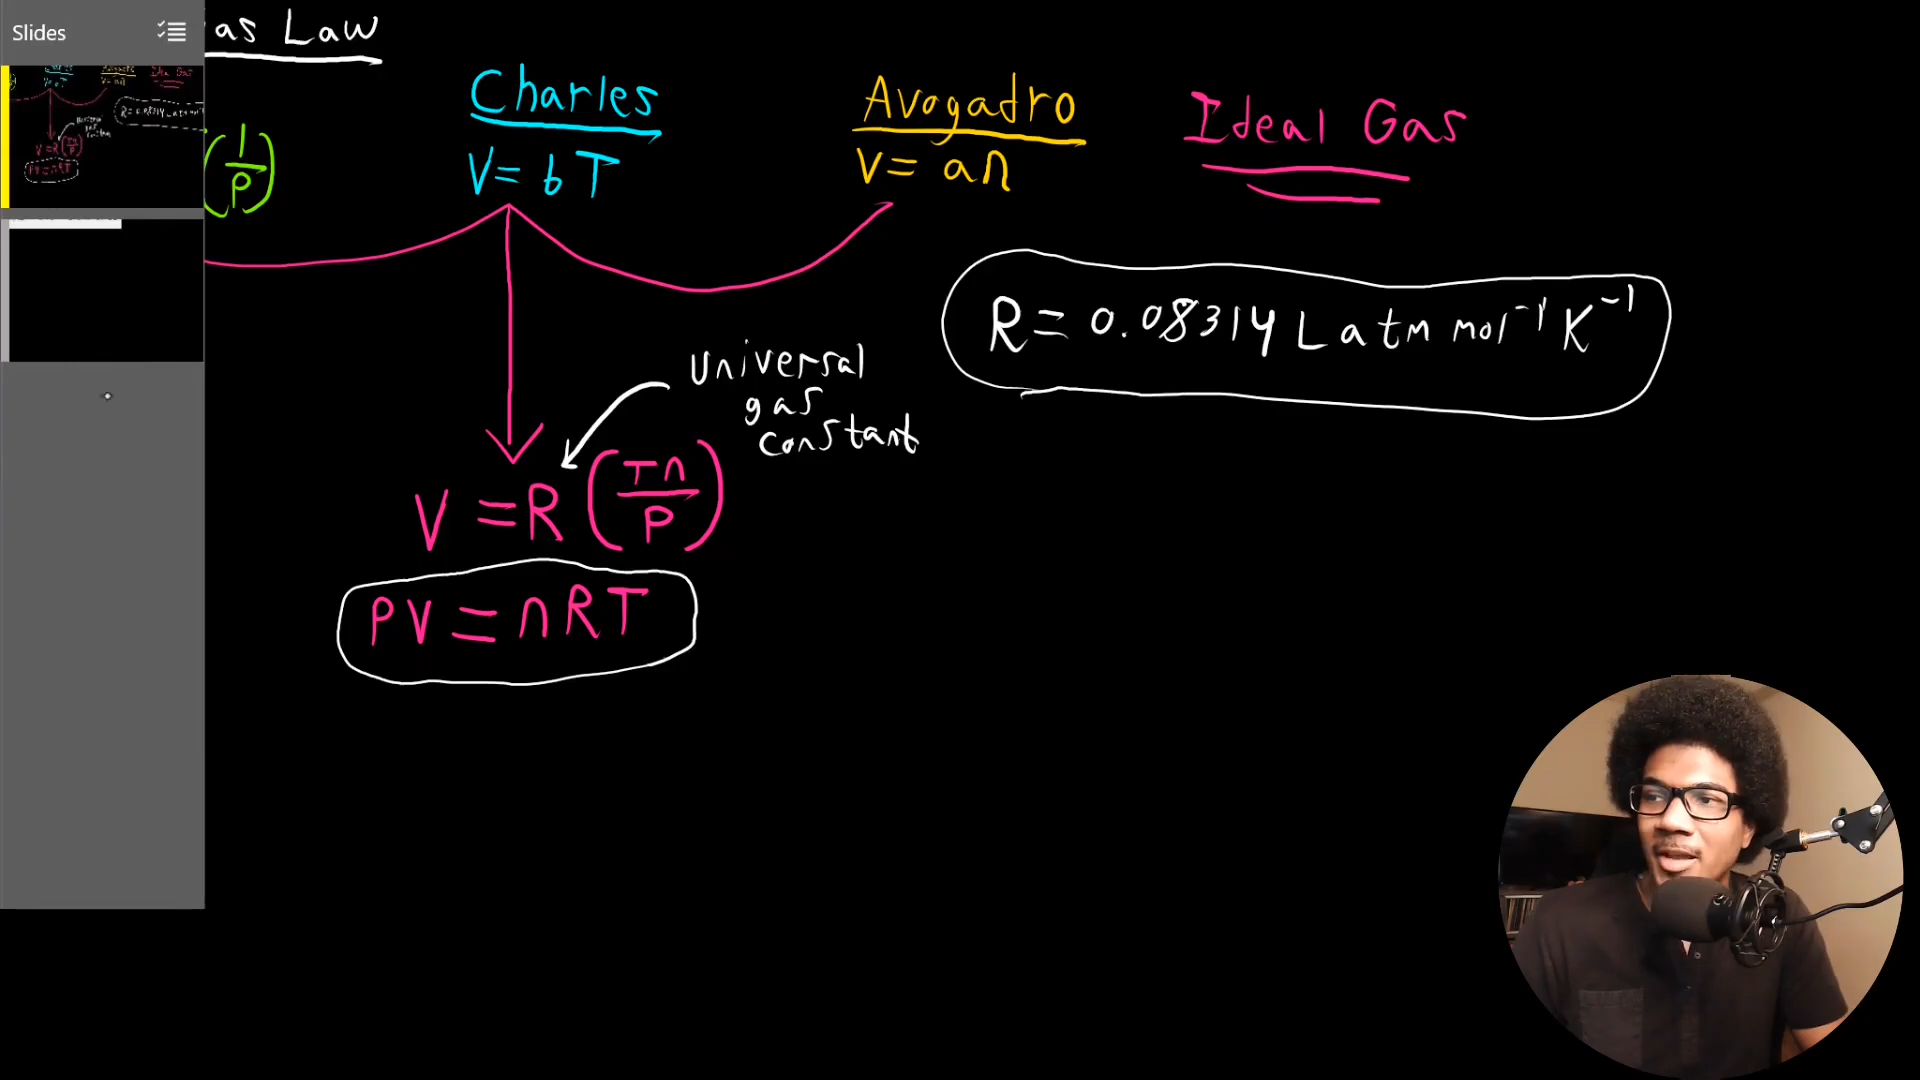 Slides
as Law
Charles
Avogadro
Ideal Gas
(1/P)
V = bT
V = an
R = 0.08314 L atm mol⁻¹ K⁻¹
universal
gas
constant
V = R (Tn/P)
PV = nRT